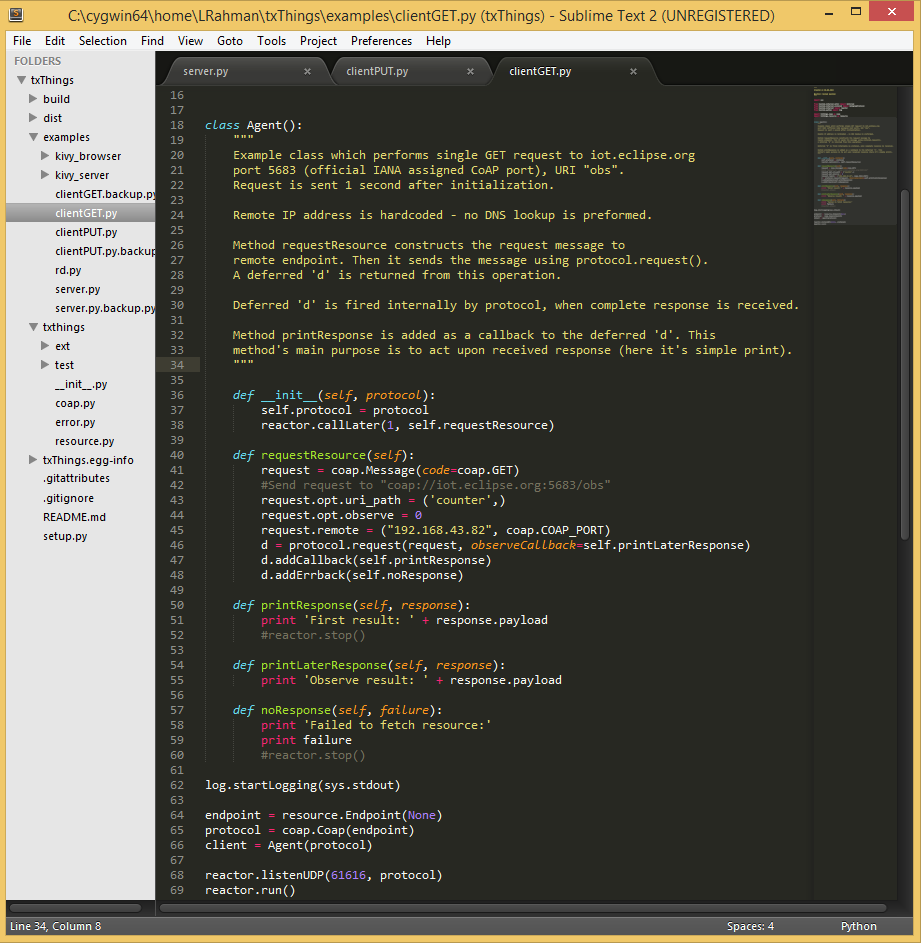 C:\cygwin64\home\LRahman\txThings\examples\clientGET.py (txThings) - Sublime Text 2 (UNREGISTERED)
File Edit Selection Find View Goto Tools Project Preferences Help
FOLDERS
txThings
build
dist
examples
kivy_browser
kivy_server
clientGET.backup.py
clientGET.py
clientPUT.py
clientPUT.py.backup
rd.py
server.py
server.py.backup.py
txthings
ext
test
__init__.py
coap.py
error.py
resource.py
txThings.egg-info
.gitattributes
.gitignore
README.md
setup.py
server.py × clientPUT.py × clientGET.py ×
16
17
18 class Agent():
19 """
20 Example class which performs single GET request to iot.eclipse.org
21 port 5683 (official IANA assigned CoAP port), URI "obs".
22 Request is sent 1 second after initialization.
23
24 Remote IP address is hardcoded - no DNS lookup is preformed.
25
26 Method requestResource constructs the request message to
27 remote endpoint. Then it sends the message using protocol.request().
28 A deferred 'd' is returned from this operation.
29
30 Deferred 'd' is fired internally by protocol, when complete response is received.
31
32 Method printResponse is added as a callback to the deferred 'd'. This
33 method's main purpose is to act upon received response (here it's simple print).
34 """
35
36 def __init__(self, protocol):
37 self.protocol = protocol
38 reactor.callLater(1, self.requestResource)
39
40 def requestResource(self):
41 request = coap.Message(code=coap.GET)
42 #Send request to "coap://iot.eclipse.org:5683/obs"
43 request.opt.uri_path = ('counter',)
44 request.opt.observe = 0
45 request.remote = ("192.168.43.82", coap.COAP_PORT)
46 d = protocol.request(request, observeCallback=self.printLaterResponse)
47 d.addCallback(self.printResponse)
48 d.addErrback(self.noResponse)
49
50 def printResponse(self, response):
51 print 'First result: ' + response.payload
52 #reactor.stop()
53
54 def printLaterResponse(self, response):
55 print 'Observe result: ' + response.payload
56
57 def noResponse(self, failure):
58 print 'Failed to fetch resource:'
59 print failure
60 #reactor.stop()
61
62 log.startLogging(sys.stdout)
63
64 endpoint = resource.Endpoint(None)
65 protocol = coap.Coap(endpoint)
66 client = Agent(protocol)
67
68 reactor.listenUDP(61616, protocol)
69 reactor.run()
Line 34, Column 8 Spaces: 4 Python